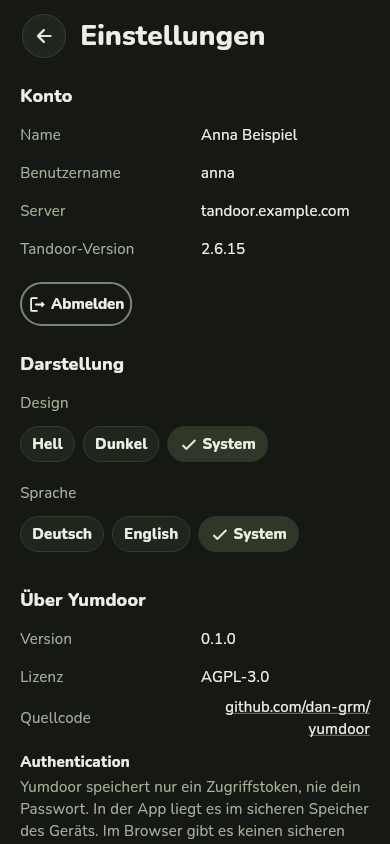 Einstellungen
Konto
Name Anna Beispiel
Benutzername anna
Server tandoor.example.com
Tandoor-Version 2.6.15
Abmelden
Darstellung
Design
Hell Dunkel System
Sprache
Deutsch English System
Über Yumdoor
Version 0.1.0
Lizenz AGPL-3.0
Quellcode github.com/dan-grm/
yumdoor
Authentication
Yumdoor speichert nur ein Zugriffstoken, nie dein
Passwort. In der App liegt es im sicheren Speicher
des Geräts. Im Browser gibt es keinen sicheren